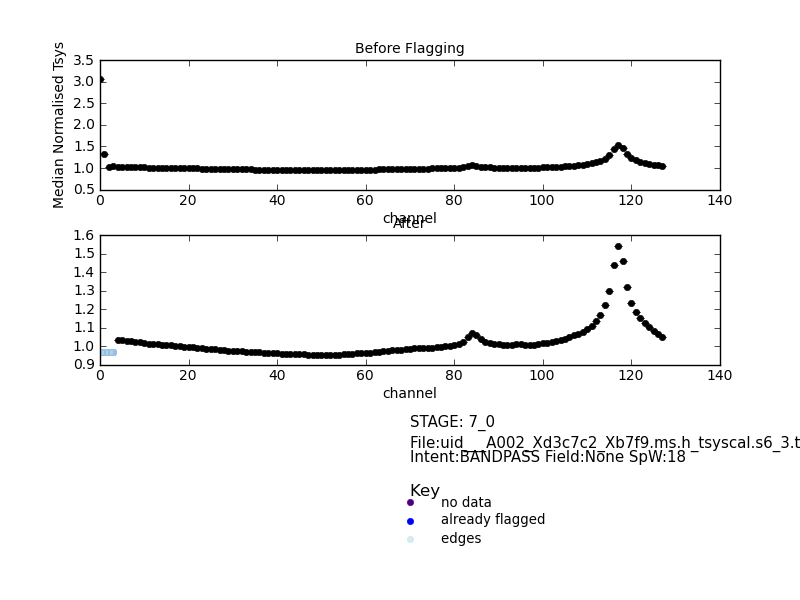 Before Flagging
Median Normalised Tsys
3.5
3.0
2.5
2.0
1.5
1.0
0.5
0 20 40 60 80 100 120 140
channel
After
1.6
1.5
1.4
1.3
1.2
1.1
1.0
0.9
0 20 40 60 80 100 120 140
channel
STAGE: 7_0
File:uid___A002_Xd3c7c2_Xb7f9.ms.h_tsyscal.s6_3.t
Intent:BANDPASS Field:None SpW:18
Key
no data
already flagged
edges